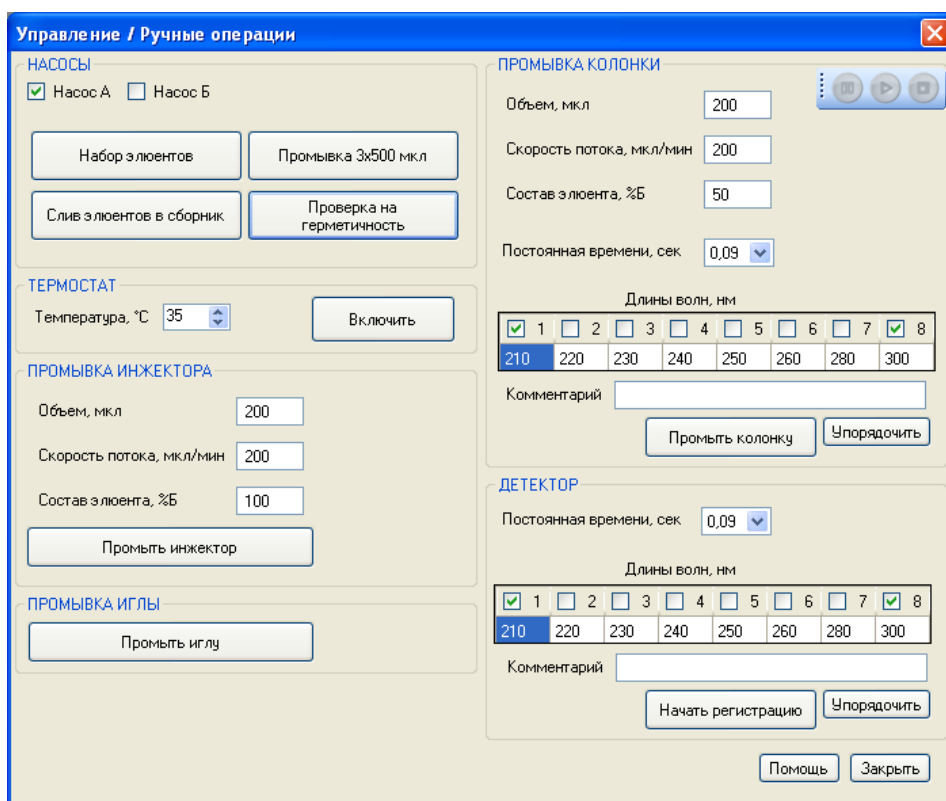 Управление / Ручные операции
НАСОСЫ
Насос А Насос Б
Набор элюентов Промывка 3х500 мкл
Слив элюентов в сборник Проверка на
герметичность
ТЕРМОСТАТ
Температура, °С 35 Включить
ПРОМЫВКА ИНЖЕКТОРА
Объем, мкл 200
Скорость потока, мкл/мин 200
Состав элюента, %Б 100
Промыть инжектор
ПРОМЫВКА ИГЛЫ
Промыть иглу
ПРОМЫВКА КОЛОНКИ
Объем, мкл 200
Скорость потока, мкл/мин 200
Состав элюента, %Б 50
Постоянная времени, сек 0,09
Длины волн, нм
1 2 3 4 5 6 7 8
210 220 230 240 250 260 280 300
Комментарий
Промыть колонку Упорядочить
ДЕТЕКТОР
Постоянная времени, сек 0,09
Длины волн, нм
1 2 3 4 5 6 7 8
210 220 230 240 250 260 280 300
Комментарий
Начать регистрацию Упорядочить
Помощь Закрыть